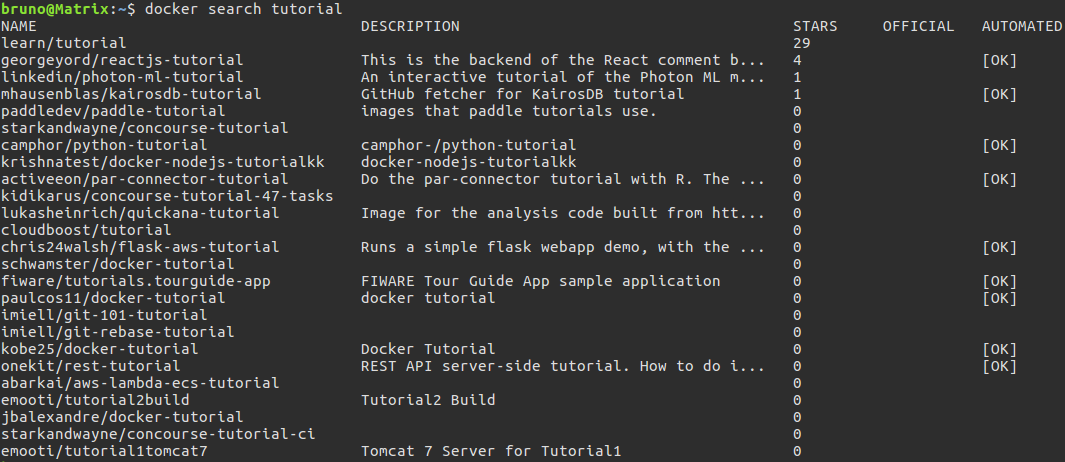 bruno@Matrix:~$ docker search tutorial
NAME DESCRIPTION STARS OFFICIAL AUTOMATED
learn/tutorial 29
georgeyord/reactjs-tutorial This is the backend of the React comment b... 4 [OK]
linkedin/photon-ml-tutorial An interactive tutorial of the Photon ML m... 1
mhausenblas/kairosdb-tutorial GitHub fetcher for KairosDB tutorial 1 [OK]
paddledev/paddle-tutorial images that paddle tutorials use. 0
starkandwayne/concourse-tutorial 0
camphor/python-tutorial camphor-/python-tutorial 0 [OK]
krishnatest/docker-nodejs-tutorialkk docker-nodejs-tutorialkk 0
activeeon/par-connector-tutorial Do the par-connector tutorial with R. The ... 0 [OK]
kidikarus/concourse-tutorial-47-tasks 0
lukasheinrich/quickana-tutorial Image for the analysis code built from htt... 0
cloudboost/tutorial 0
chris24walsh/flask-aws-tutorial Runs a simple flask webapp demo, with the ... 0 [OK]
schwamster/docker-tutorial 0
fiware/tutorials.tourguide-app FIWARE Tour Guide App sample application 0 [OK]
paulcos11/docker-tutorial docker tutorial 0 [OK]
imiell/git-101-tutorial 0
imiell/git-rebase-tutorial 0
kobe25/docker-tutorial Docker Tutorial 0 [OK]
onekit/rest-tutorial REST API server-side tutorial. How to do i... 0 [OK]
abarkai/aws-lambda-ecs-tutorial 0
emooti/tutorial2build Tutorial2 Build 0
jbalexandre/docker-tutorial 0
starkandwayne/concourse-tutorial-ci 0
emooti/tutorial1tomcat7 Tomcat 7 Server for Tutorial1 0